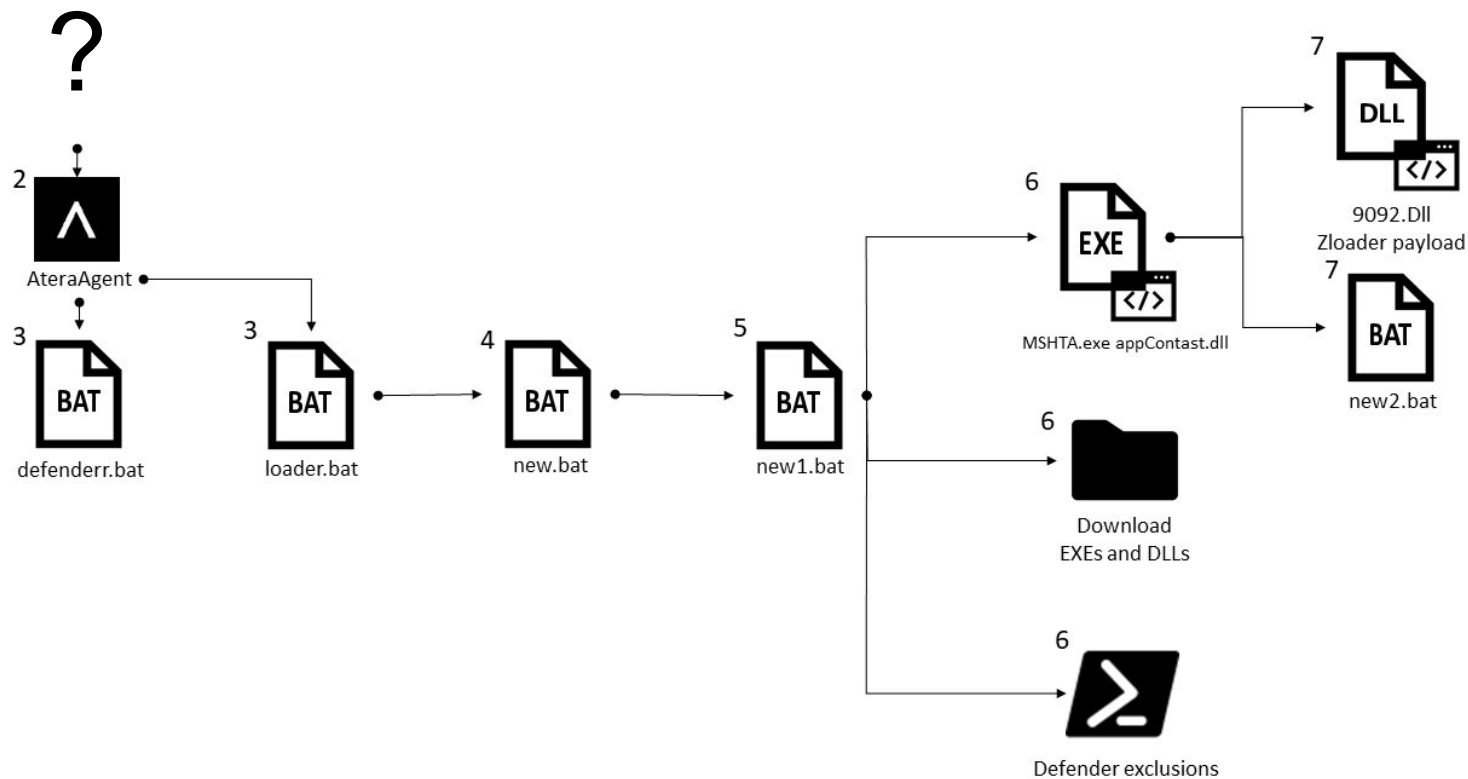 ?
2
AteraAgent
3
BAT
defenderr.bat
3
BAT
loader.bat
4
BAT
new.bat
5
BAT
new1.bat
6
EXE
</>
MSHTA.exe appContast.dll
7
DLL
</>
9092.Dll
Zloader payload
7
BAT
new2.bat
6
Download
EXEs and DLLs
6
Defender exclusions